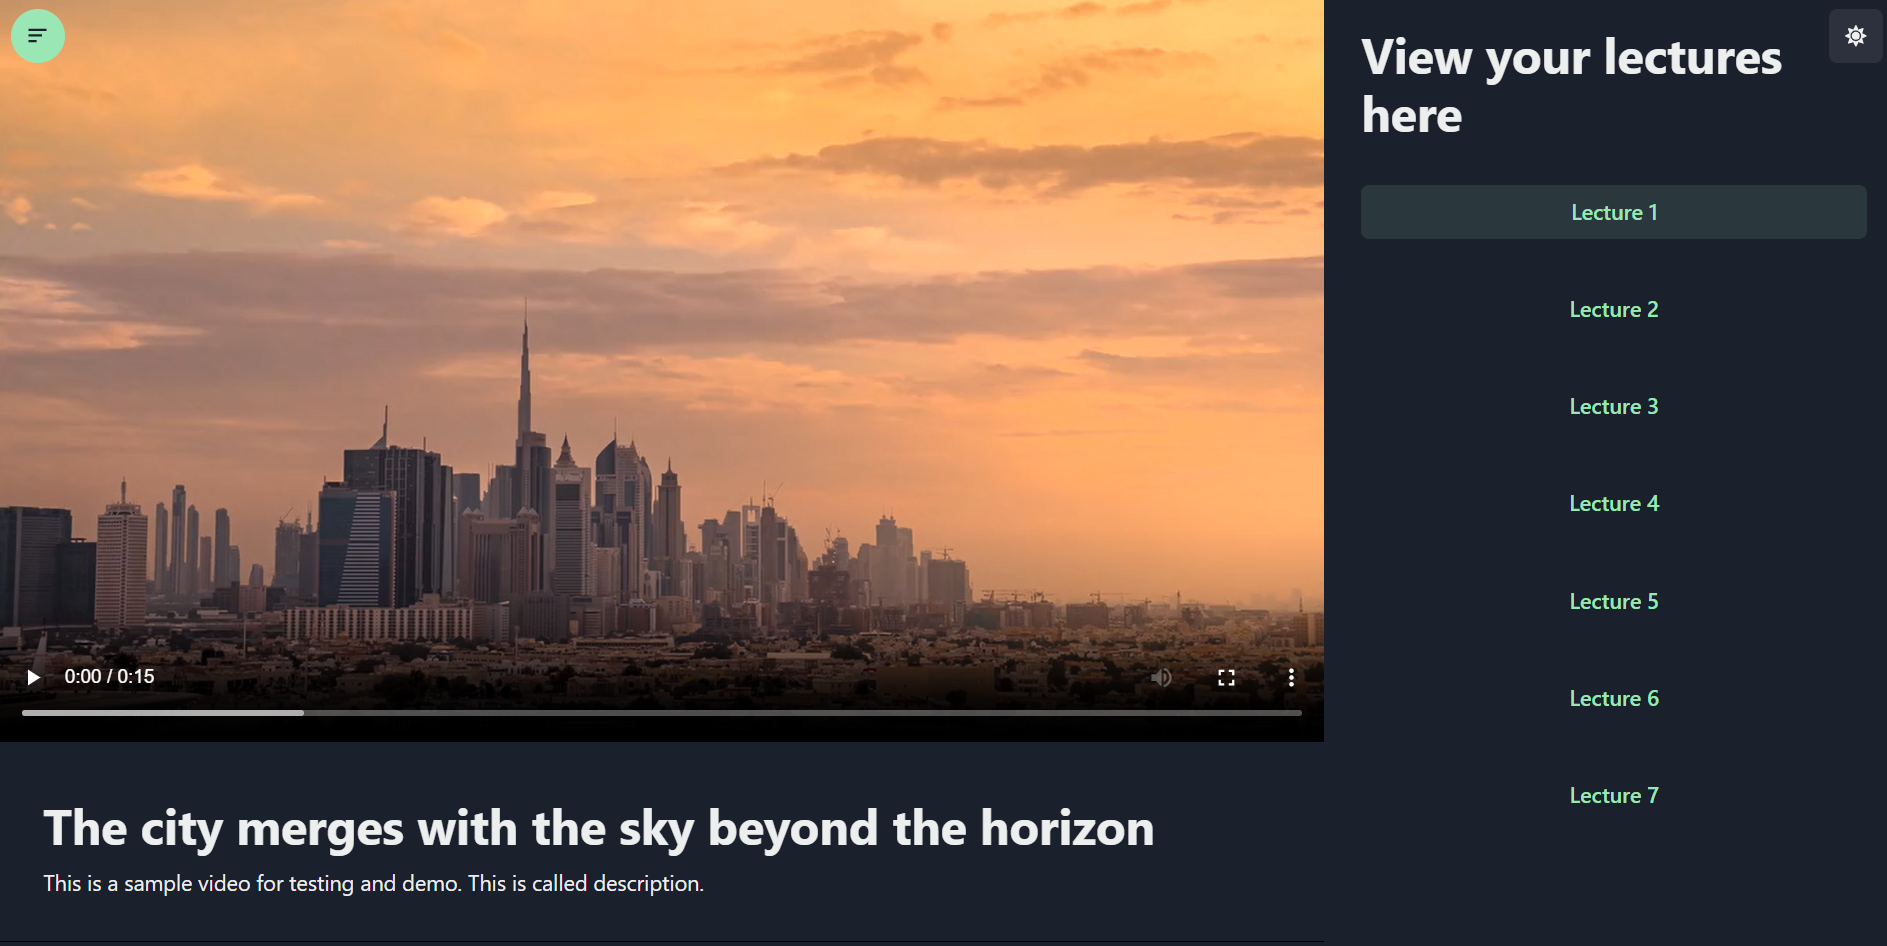 View your lectures
here
Lecture 1
Lecture 2
Lecture 3
Lecture 4
Lecture 5
Lecture 6
Lecture 7
0:00 / 0:15
The city merges with the sky beyond the horizon
This is a sample video for testing and demo. This is called description.